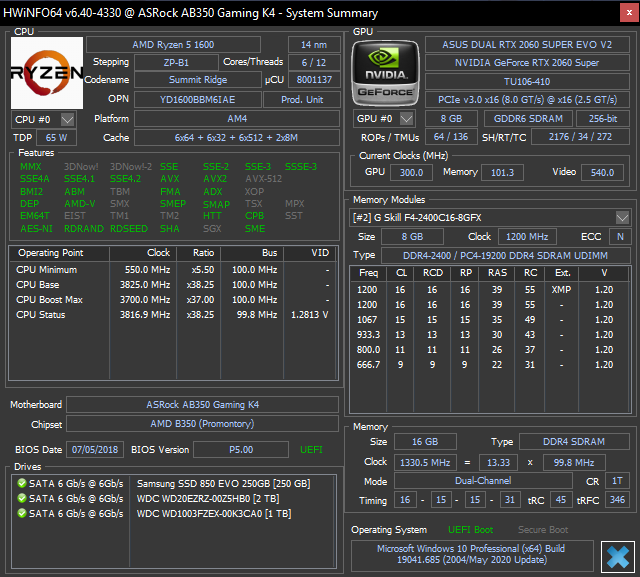 HWiNFO64 v6.40-4330 @ ASRock AB350 Gaming K4 - System Summary
CPU
RYZEN
AMD Ryzen 5 1600 14 nm
Stepping ZP-B1 Cores/Threads 6 / 12
Codename Summit Ridge µCU 8001137
OPN YD1600BBM6IAE Prod. Unit
CPU #0 Platform AM4
TDP 65 W Cache 6x64 + 6x32 + 6x512 + 2x8M
Features
MMX 3DNow! 3DNow!-2 SSE SSE-2 SSE-3 SSSE-3
SSE4A SSE4.1 SSE4.2 AVX AVX2 AVX-512
BMI2 ABM TBM FMA ADX XOP
DEP AMD-V SMX SMEP SMAP TSX MPX
EM64T EIST TM1 TM2 HTT CPB SST
AES-NI RDRAND RDSEED SHA SGX SME
Operating Point Clock Ratio Bus VID
CPU Minimum 550.0 MHz x5.50 100.0 MHz -
CPU Base 3825.0 MHz x38.25 100.0 MHz -
CPU Boost Max 3700.0 MHz x37.00 100.0 MHz -
CPU Status 3816.9 MHz x38.25 99.8 MHz 1.2813 V
Motherboard ASRock AB350 Gaming K4
Chipset AMD B350 (Promontory)
BIOS Date 07/05/2018 BIOS Version P5.00 UEFI
Drives
SATA 6 Gb/s @ 6Gb/s Samsung SSD 850 EVO 250GB [250 GB]
SATA 6 Gb/s @ 6Gb/s WDC WD20EZRZ-00Z5HB0 [2 TB]
SATA 6 Gb/s @ 6Gb/s WDC WD1003FZEX-00K3CA0 [1 TB]
GPU
NVIDIA
GEFORCE
ASUS DUAL RTX 2060 SUPER EVO V2
NVIDIA GeForce RTX 2060 Super
TU106-410
PCIe v3.0 x16 (8.0 GT/s) @ x16 (2.5 GT/s)
GPU #0 8 GB GDDR6 SDRAM 256-bit
ROPs / TMUs 64 / 136 SH/RT/TC 2176 / 34 / 272
Current Clocks (MHz)
GPU 300.0 Memory 101.3 Video 540.0
Memory Modules
[#2] G Skill F4-2400C16-8GFX
Size 8 GB Clock 1200 MHz ECC N
Type DDR4-2400 / PC4-19200 DDR4 SDRAM UDIMM
Freq CL RCD RP RAS RC Ext. V
1200 16 16 16 39 55 XMP 1.20
1200 16 16 16 39 55 - 1.20
1067 15 15 15 35 49 - 1.20
933.3 13 13 13 30 43 - 1.20
800.0 11 11 11 26 37 - 1.20
666.7 9 9 9 22 31 - 1.20
Memory
Size 16 GB Type DDR4 SDRAM
Clock 1330.5 MHz = 13.33 x 99.8 MHz
Mode Dual-Channel CR 1T
Timing 16 - 15 - 15 - 31 tRC 45 tRFC 346
Operating System UEFI Boot Secure Boot
Microsoft Windows 10 Professional (x64) Build
19041.685 (2004/May 2020 Update)